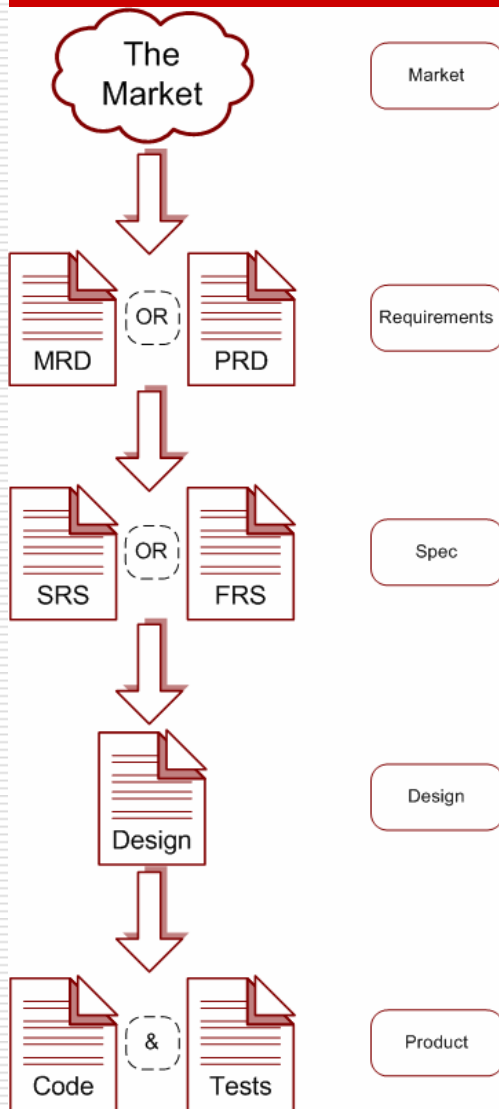 The
Market
Market
MRD
OR
PRD
Requirements
SRS
OR
FRS
Spec
Design
Design
Code
&
Tests
Product